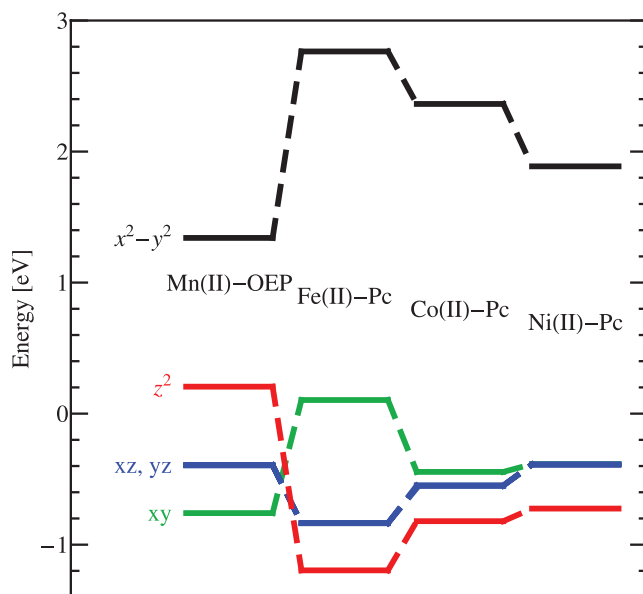 3
2
1
0
−1
Energy [eV]
x²−y²
Mn(II)−OEP
Fe(II)−Pc
Co(II)−Pc
Ni(II)−Pc
z²
xz, yz
xy